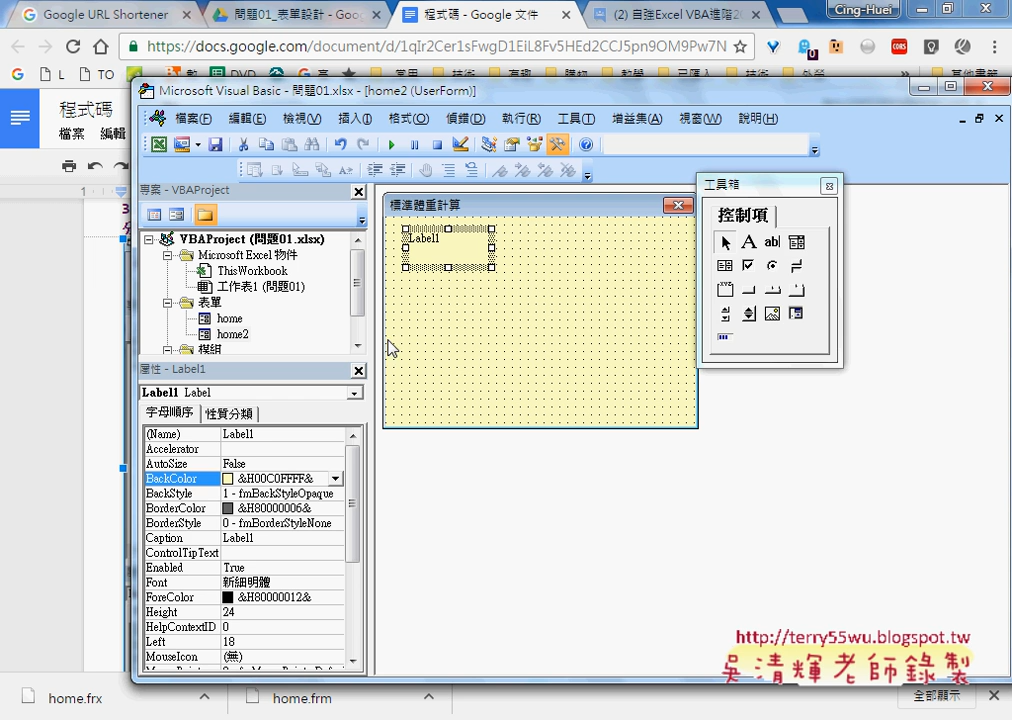 Google URL Shortener
問題01_表單設計 - Goo
程式碼 - Google 文件
(2) 自強Excel VBA進階2
Cing-Huei
https://docs.google.com/document/d/1qIr2Cer1sFwgD1EiL8Fv5HEd2CCJ5pn9OM9Pw7N
程式碼
檔案 編輯
Microsoft Visual Basic - 問題01.xlsx - [home2 (UserForm)]
檔案(F) 編輯(E) 檢視(V) 插入(I) 格式(O) 偵錯(D) 執行(R) 工具(T) 增益集(A) 視窗(W) 說明(H)
專案 - VBAProject
VBAProject (問題01.xlsx)
Microsoft Excel 物件
ThisWorkbook
工作表1 (問題01)
表單
home
home2
模組
標準體重計算
Label1
工具箱
控制項
屬性 - Label1
Label1 Label
字母順序 性質分類
(Name) Label1
Accelerator
AutoSize False
BackColor &H00C0FFFF&
BackStyle 1 - fmBackStyleOpaque
BorderColor &H80000006&
BorderStyle 0 - fmBorderStyleNone
Caption Label1
ControlTipText
Enabled True
Font 新細明體
ForeColor &H80000012&
Height 24
HelpContextID 0
Left 18
MouseIcon (無)
http://terry55wu.blogspot.tw
吳清輝老師錄製
home.frx
home.frm
全部顯示